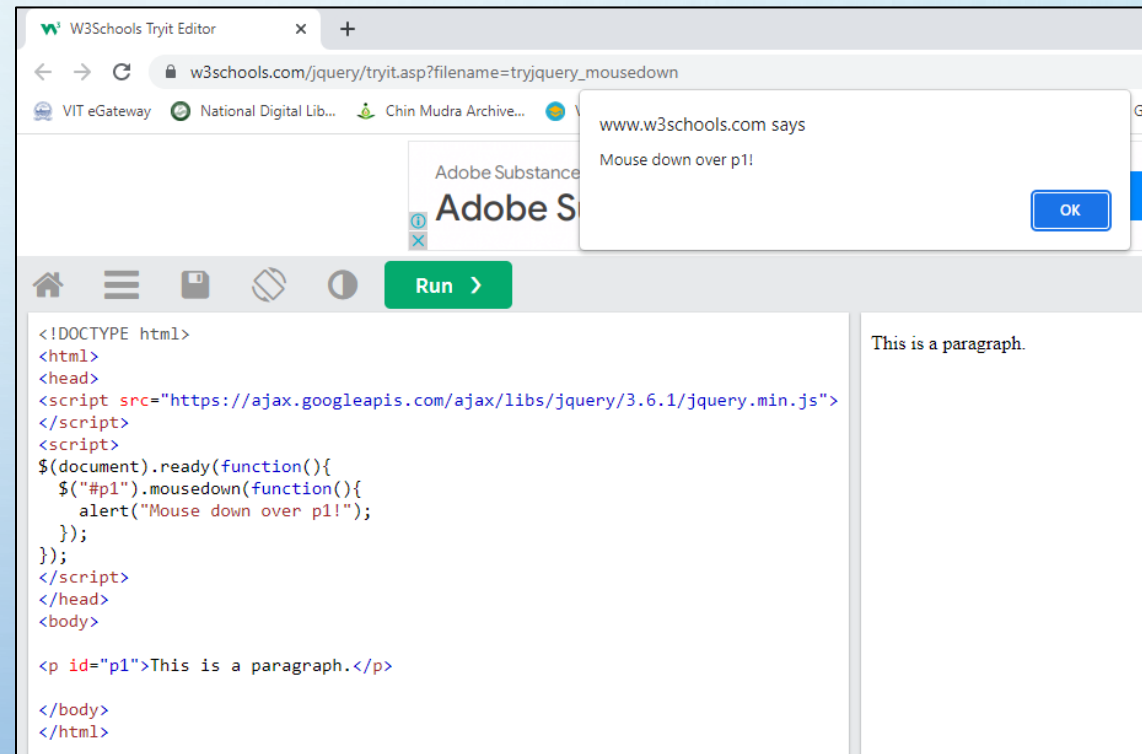 W3Schools Tryit Editor
w3schools.com/jquery/tryit.asp?filename=tryjquery_mousedown
VIT eGateway National Digital Lib... Chin Mudra Archive...
www.w3schools.com says
Mouse down over p1!
OK
Adobe Substance
Adobe
Run ❯
<!DOCTYPE html>
<html>
<head>
<script src="https://ajax.googleapis.com/ajax/libs/jquery/3.6.1/jquery.min.js">
</script>
<script>
$(document).ready(function(){
  $("#p1").mousedown(function(){
    alert("Mouse down over p1!");
  });
});
</script>
</head>
<body>
<p id="p1">This is a paragraph.</p>
</body>
</html>
This is a paragraph.